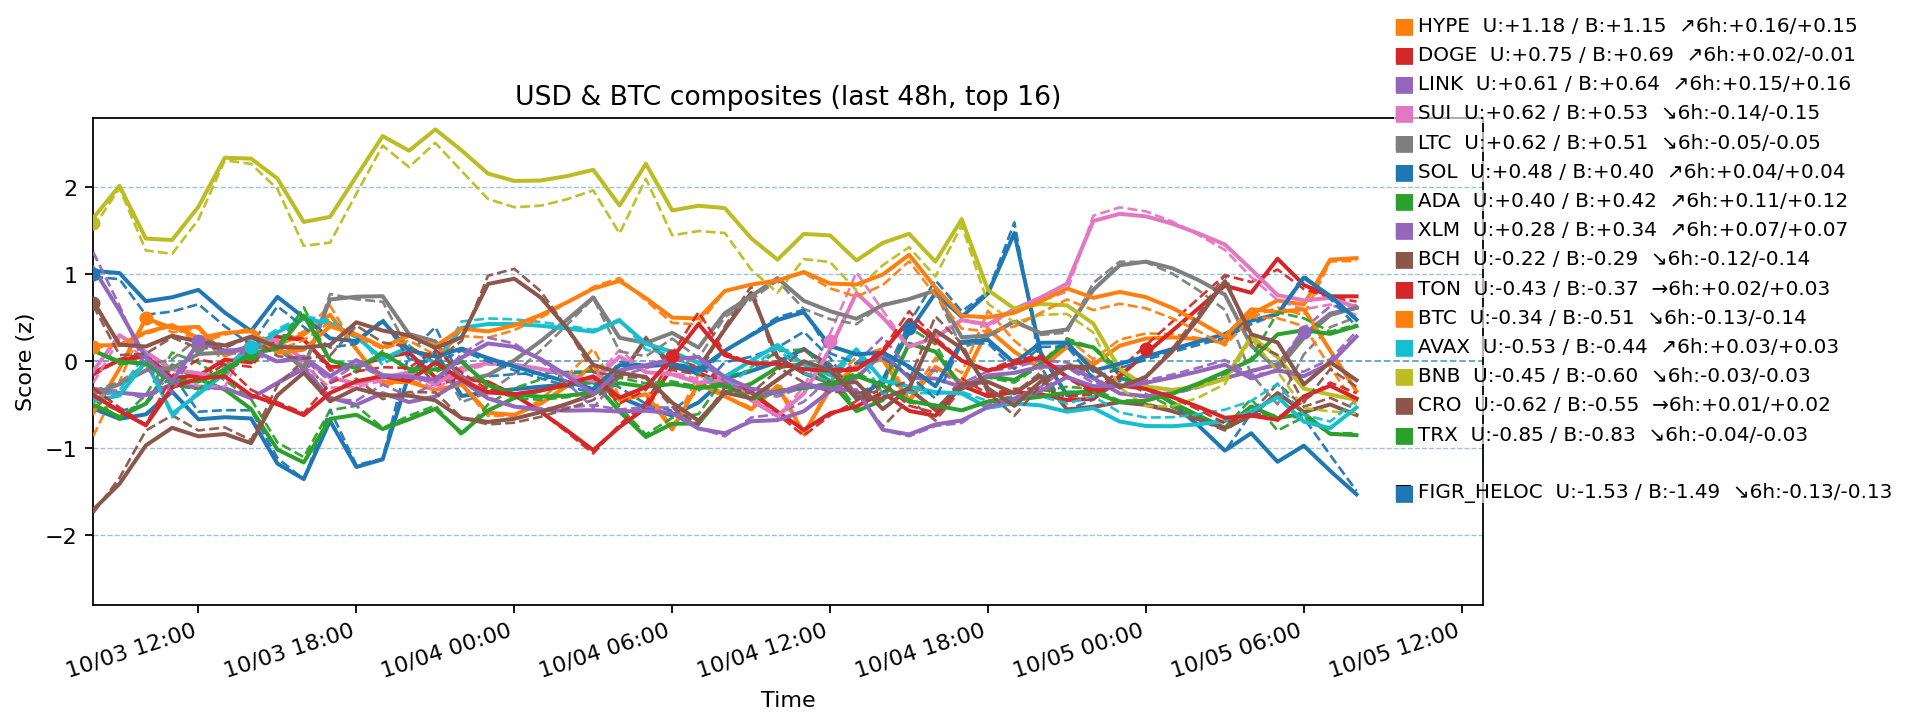 HYPE U:+1.18 / B:+1.15 ↗6h:+0.16/+0.15
DOGE U:+0.75 / B:+0.69 ↗6h:+0.02/-0.01
LINK U:+0.61 / B:+0.64 ↗6h:+0.15/+0.16
SUI U:+0.62 / B:+0.53 ↘6h:-0.14/-0.15
LTC U:+0.62 / B:+0.51 ↘6h:-0.05/-0.05
SOL U:+0.48 / B:+0.40 ↗6h:+0.04/+0.04
ADA U:+0.40 / B:+0.42 ↗6h:+0.11/+0.12
XLM U:+0.28 / B:+0.34 ↗6h:+0.07/+0.07
BCH U:-0.22 / B:-0.29 ↘6h:-0.12/-0.14
TON U:-0.43 / B:-0.37 →6h:+0.02/+0.03
BTC U:-0.34 / B:-0.51 ↘6h:-0.13/-0.14
AVAX U:-0.53 / B:-0.44 ↗6h:+0.03/+0.03
BNB U:-0.45 / B:-0.60 ↘6h:-0.03/-0.03
CRO U:-0.62 / B:-0.55 →6h:+0.01/+0.02
TRX U:-0.85 / B:-0.83 ↘6h:-0.04/-0.03
FIGR_HELOC U:-1.53 / B:-1.49 ↘6h:-0.13/-0.13
USD & BTC composites (last 48h, top 16)
Score (z)
2
1
0
−1
−2
10/03 12:00
10/03 18:00
10/04 00:00
10/04 06:00
10/04 12:00
10/04 18:00
10/05 00:00
10/05 06:00
10/05 12:00
Time